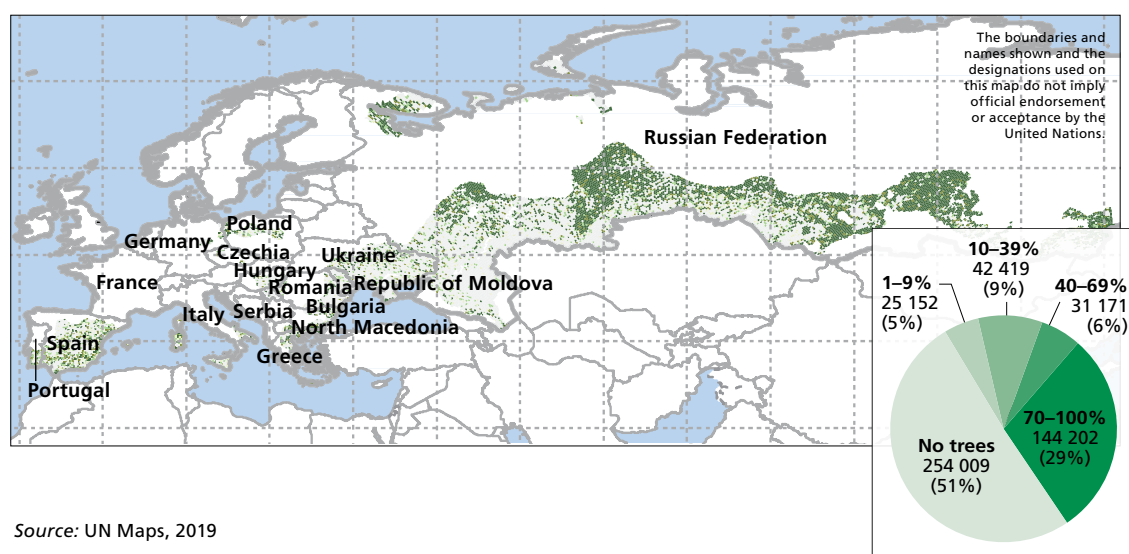 The boundaries and
names shown and the
designations used on
this map do not imply
official endorsement
or acceptance by the
United Nations.
Russian Federation
Poland
Germany
Czechia
Ukraine
Hungary
France
Romania
Republic of Moldova
Bulgaria
Italy
Serbia
North Macedonia
Spain
Greece
Portugal
10–39%
42 419
(9%)
1–9%
25 152
(5%)
40–69%
31 171
(6%)
70–100%
144 202
(29%)
No trees
254 009
(51%)
Source: UN Maps, 2019